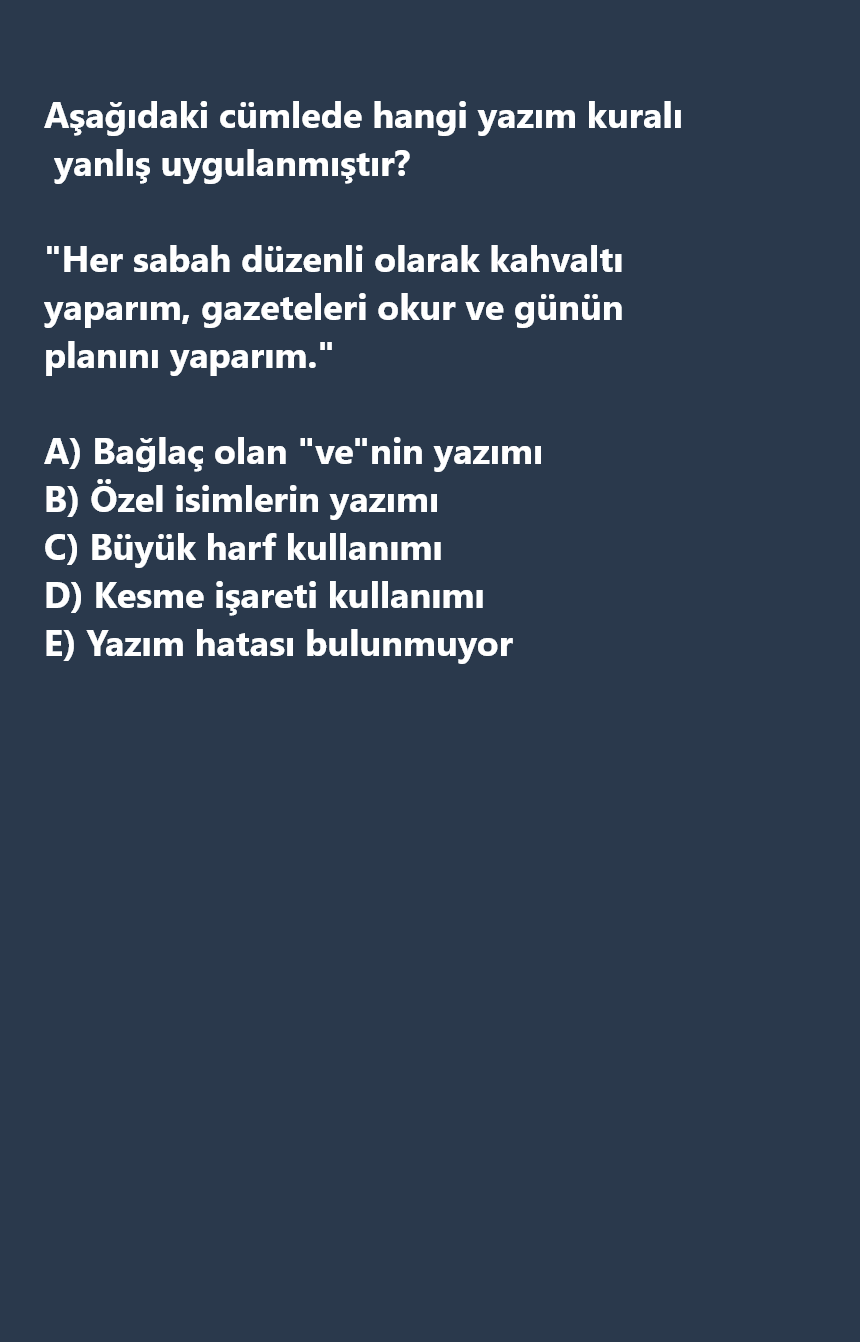 Aşağıdaki cümlede hangi yazım kuralı
yanlış uygulanmıştır?
"Her sabah düzenli olarak kahvaltı
yaparım, gazeteleri okur ve günün
planını yaparım."
A) Bağlaç olan "ve"nin yazımı
B) Özel isimlerin yazımı
C) Büyük harf kullanımı
D) Kesme işareti kullanımı
E) Yazım hatası bulunmuyor